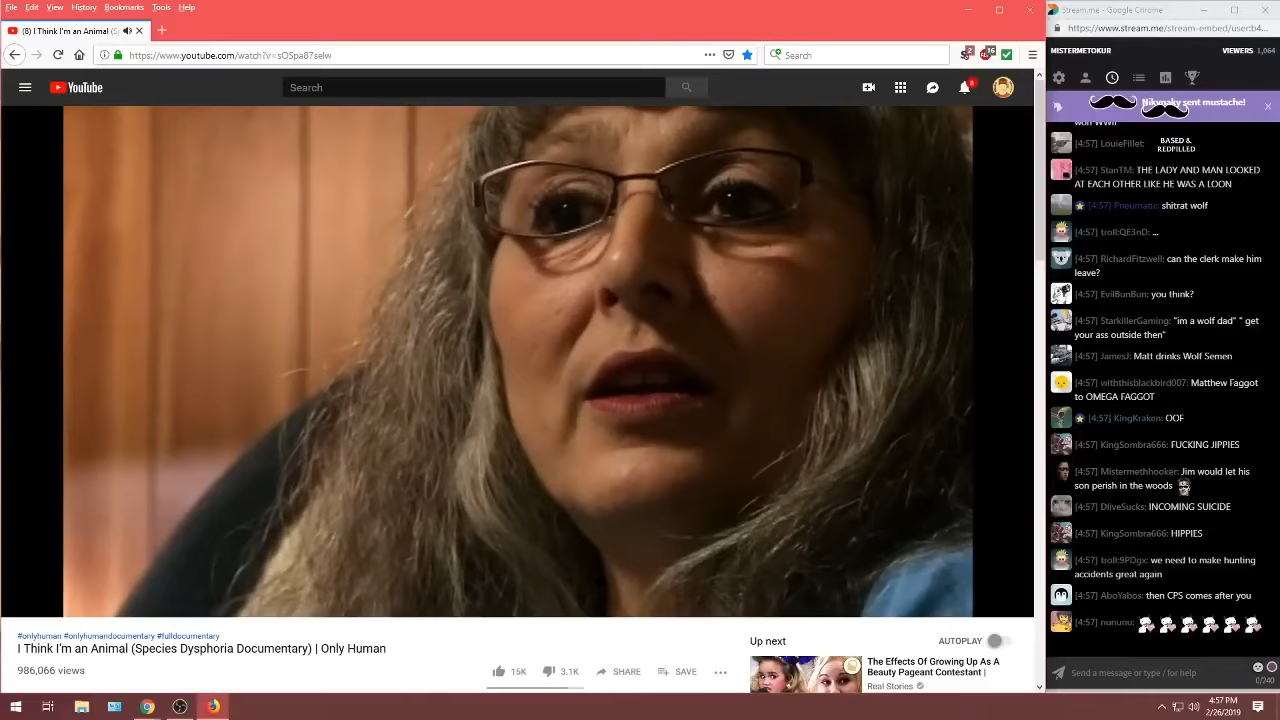 File Edit View History Bookmarks Tools Help
(8) I Think I'm an Animal (S
https://www.youtube.com/watch?v=sOSpa87selw
Search
2
16
YouTube
Search
8
#onlyhuman #onlyhumandocumentary #fulldocumentary
I Think I'm an Animal (Species Dysphoria Documentary) | Only Human
986,066 views
15K
3.1K
SHARE
SAVE
Up next
AUTOPLAY
The Effects Of Growing Up As A
Beauty Pageant Contestant |
Real Stories
Stream.me - Google Chrome
https://www.stream.me/stream-embed/user:b4...
MISTERMETOKUR
VIEWERS 1,064
Nikynaky sent mustache!
won WWII
[4:57] LouieFillet: BASED &
REDPILLED
[4:57] StanTM: THE LADY AND MAN LOOKED
AT EACH OTHER LIKE HE WAS A LOON
[4:57] Pneumatic: shitrat wolf
[4:57] troll:QE3nD: ...
[4:57] RichardFitzwell: can the clerk make him
leave?
[4:57] EvilBunBun: you think?
[4:57] StarkillerGaming: "im a wolf dad" " get
your ass outside then"
[4:57] JamesJ: Matt drinks Wolf Semen
[4:57] withthisblackbird007: Matthew Faggot
to OMEGA FAGGOT
[4:57] KingKraken: OOF
[4:57] KingSombra666: FUCKING JIPPIES
[4:57] Mistermethhooker: Jim would let his
son perish in the woods
[4:57] DliveSucks: INCOMING SUICIDE
[4:57] KingSombra666: HIPPIES
[4:57] troll:9PDgx: we need to make hunting
accidents great again
[4:57] AboYabos: then CPS comes after you
[4:57] nununu:
Send a message or type / for help
0/240
4:57 PM
2/26/2019